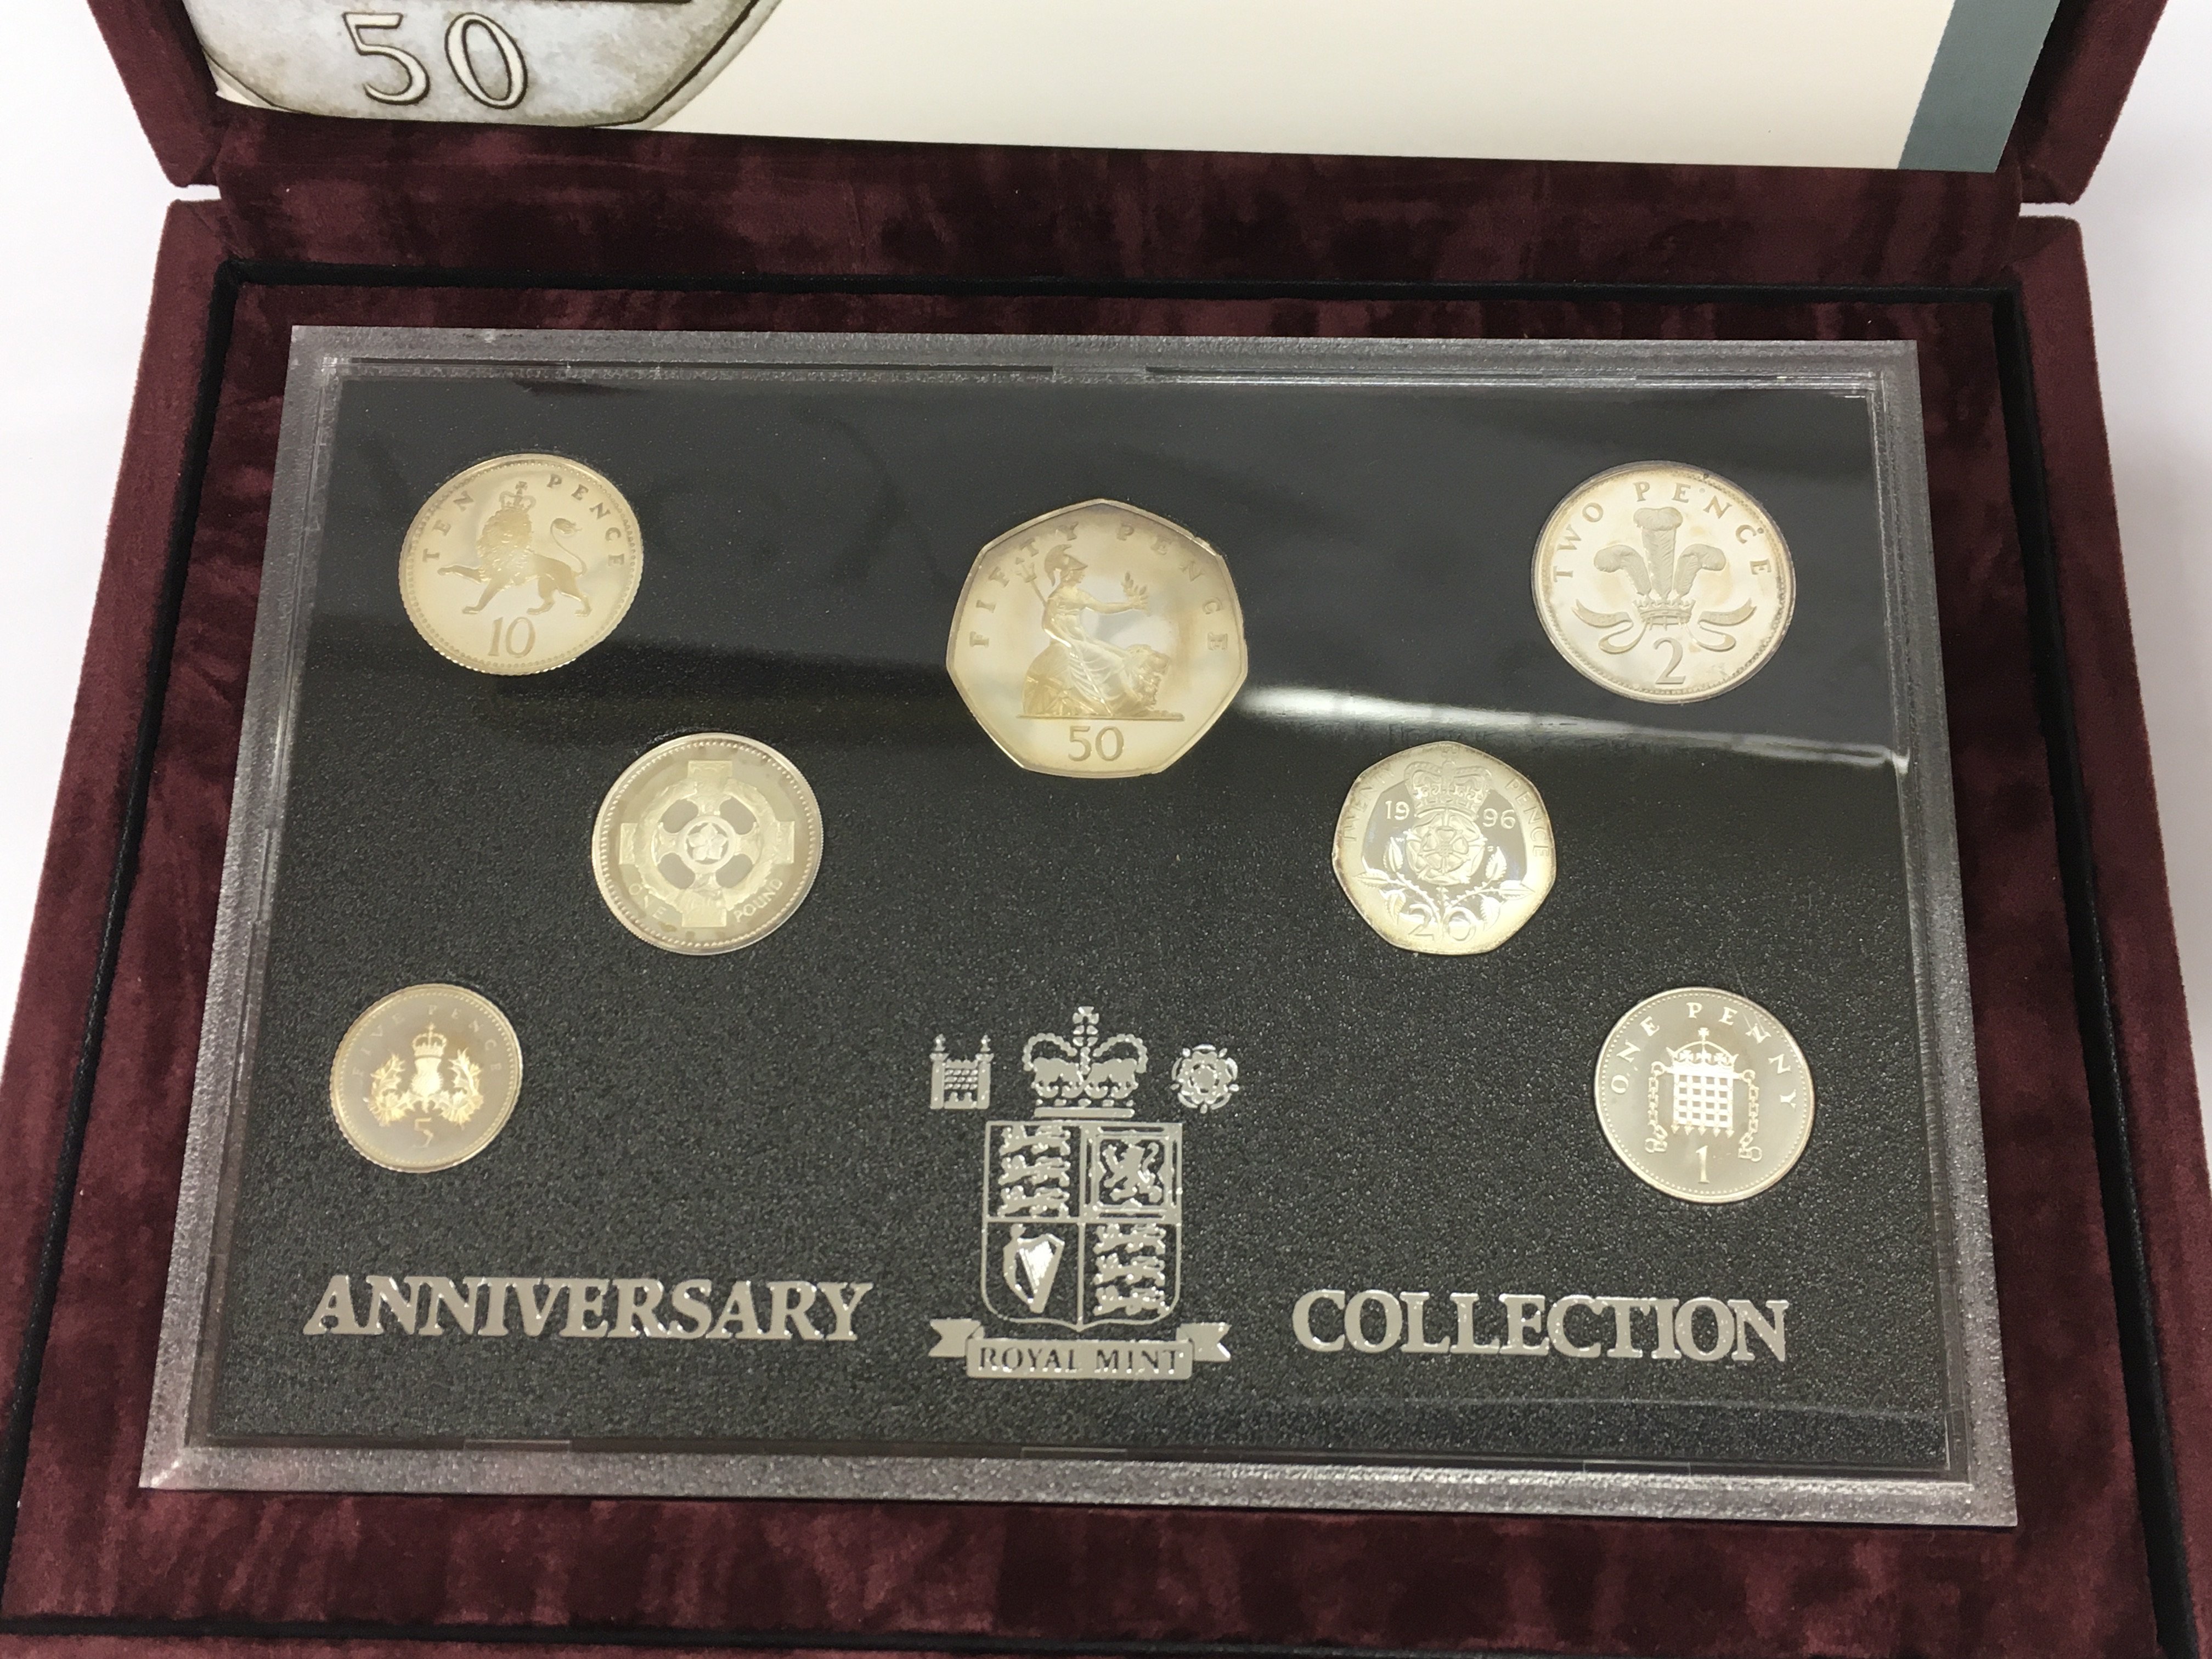 50
TEN PENCE
10
FIFTY PENCE
50
TWO PENCE
2
ONE POUND
TWENTY PENCE
19 96
20
FIVE PENCE
5
ONE PENNY
1
ANNIVERSARY
ROYAL MINT
COLLECTION